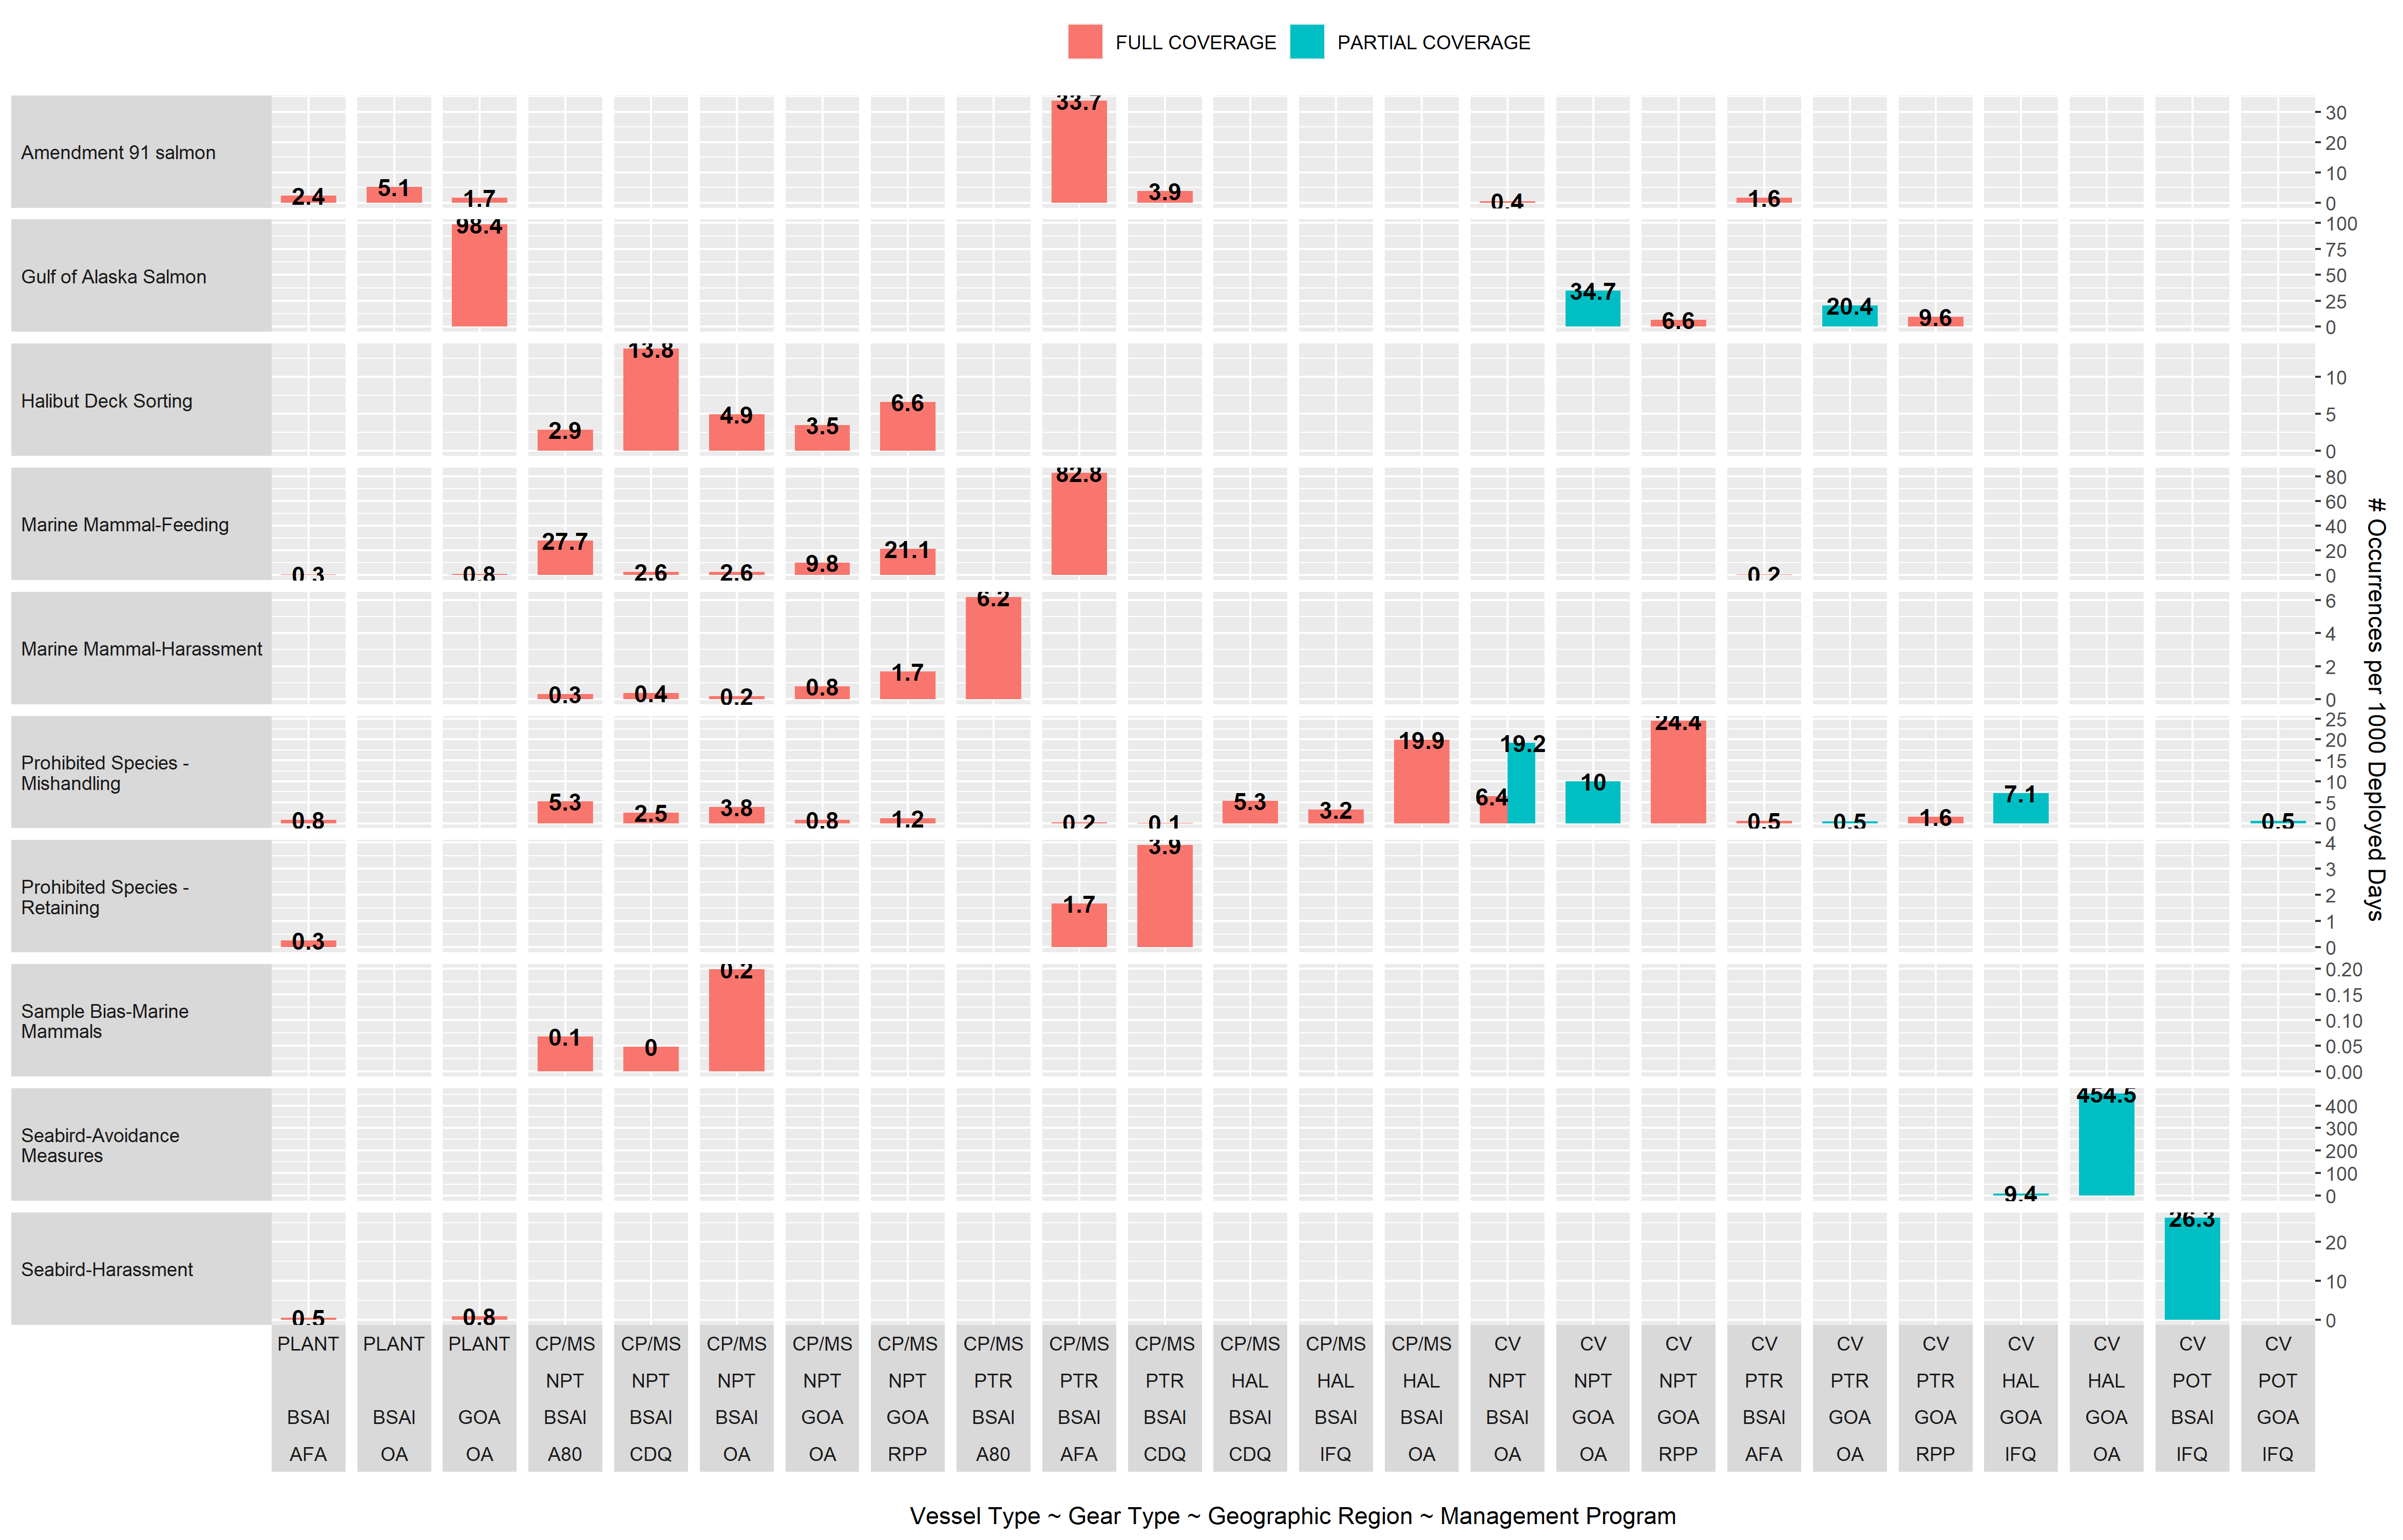 FULL COVERAGE PARTIAL COVERAGE
Amendment 91 salmon
2.4 5.1 1.7 33.7 3.9 0.4 1.6
30
20
10
0
Gulf of Alaska Salmon
98.4 34.7 6.6 20.4 9.6
100
75
50
25
0
Halibut Deck Sorting
2.9 13.8 4.9 3.5 6.6
10
5
0
Marine Mammal-Feeding
0.3 0.8 27.7 2.6 2.6 9.8 21.1 82.8 0.2
80
60
40
20
0
Marine Mammal-Harassment
0.3 0.4 0.2 0.8 1.7 6.2
6
4
2
0
Prohibited Species -
Mishandling
0.8 5.3 2.5 3.8 0.8 1.2 0.2 0.1 5.3 3.2 19.9 6.4 19.2 10 24.4 0.5 0.5 1.6 7.1 0.5
25
20
15
10
5
0
Prohibited Species -
Retaining
0.3 1.7 3.9
4
3
2
1
0
Sample Bias-Marine
Mammals
0.1 0 0.2
0.20
0.15
0.10
0.05
0.00
Seabird-Avoidance
Measures
9.4 454.5
400
300
200
100
0
Seabird-Harassment
0.5 0.8 26.3
20
10
0
# Occurrences per 1000 Deployed Days
PLANT PLANT PLANT CP/MS CP/MS CP/MS CP/MS CP/MS CP/MS CP/MS CP/MS CP/MS CP/MS CP/MS CV CV CV CV CV CV CV CV CV CV
NPT NPT NPT NPT NPT PTR PTR PTR HAL HAL HAL NPT NPT NPT PTR PTR PTR HAL HAL POT POT
BSAI BSAI GOA BSAI BSAI BSAI GOA GOA BSAI BSAI BSAI BSAI BSAI BSAI BSAI GOA GOA BSAI GOA GOA GOA GOA BSAI GOA
AFA OA OA A80 CDQ OA OA RPP A80 AFA CDQ CDQ IFQ OA OA OA RPP AFA OA RPP IFQ OA IFQ IFQ
Vessel Type ~ Gear Type ~ Geographic Region ~ Management Program